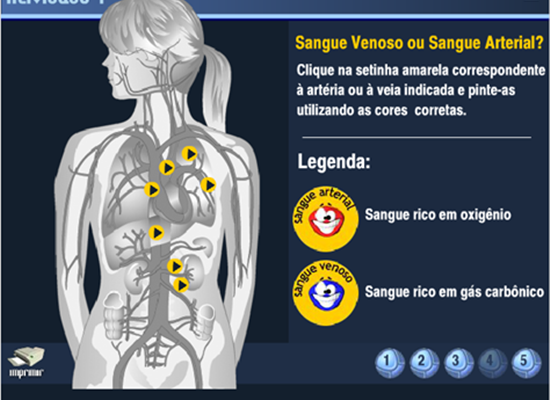 Sangue Venoso ou Sangue Arterial?
Clique na setinha amarela correspondente
à artéria ou à veia indicada e pinte-as
utilizando as cores corretas.
Legenda:
sangue arterial
Sangue rico em oxigênio
sangue venoso
Sangue rico em gás carbônico
imprimir
1 2 3 4 5